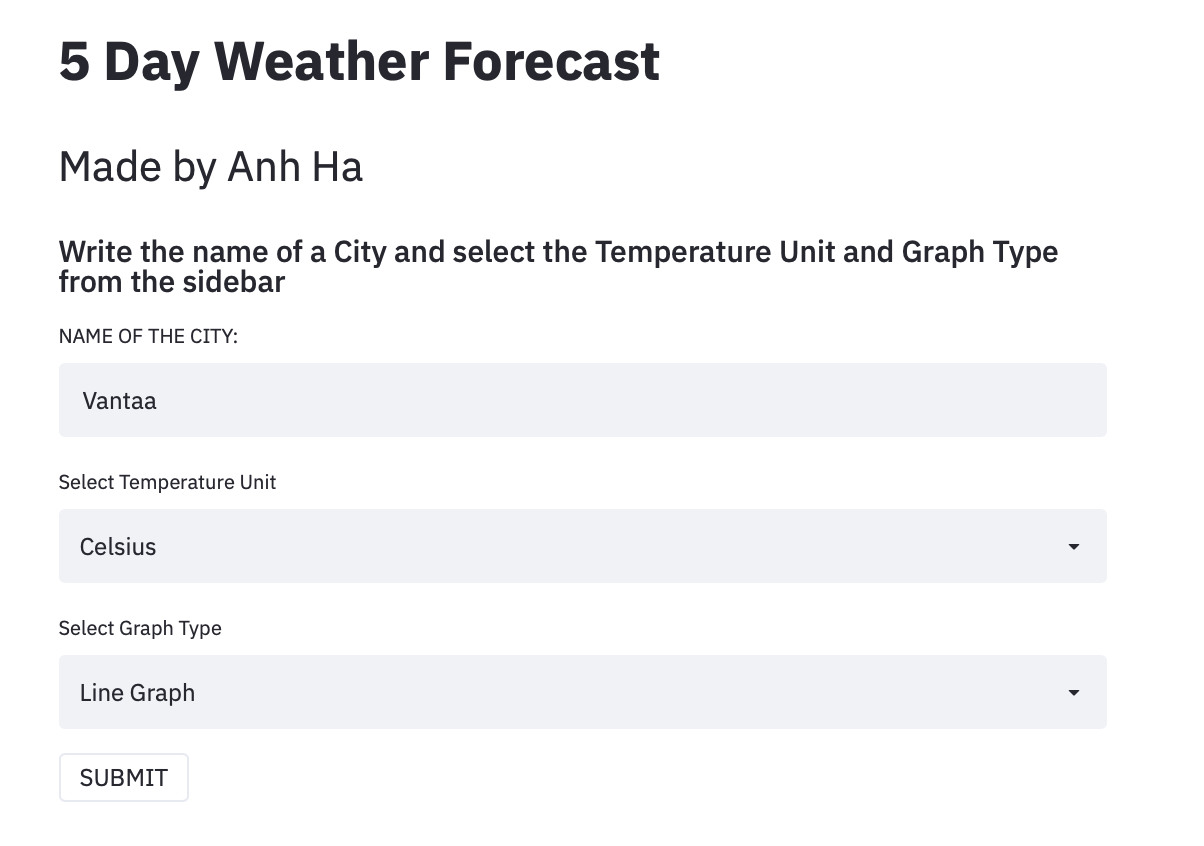 5 Day Weather Forecast
Made by Anh Ha
Write the name of a City and select the Temperature Unit and Graph Type
from the sidebar
NAME OF THE CITY:
Vantaa
Select Temperature Unit
Celsius
Select Graph Type
Line Graph
SUBMIT